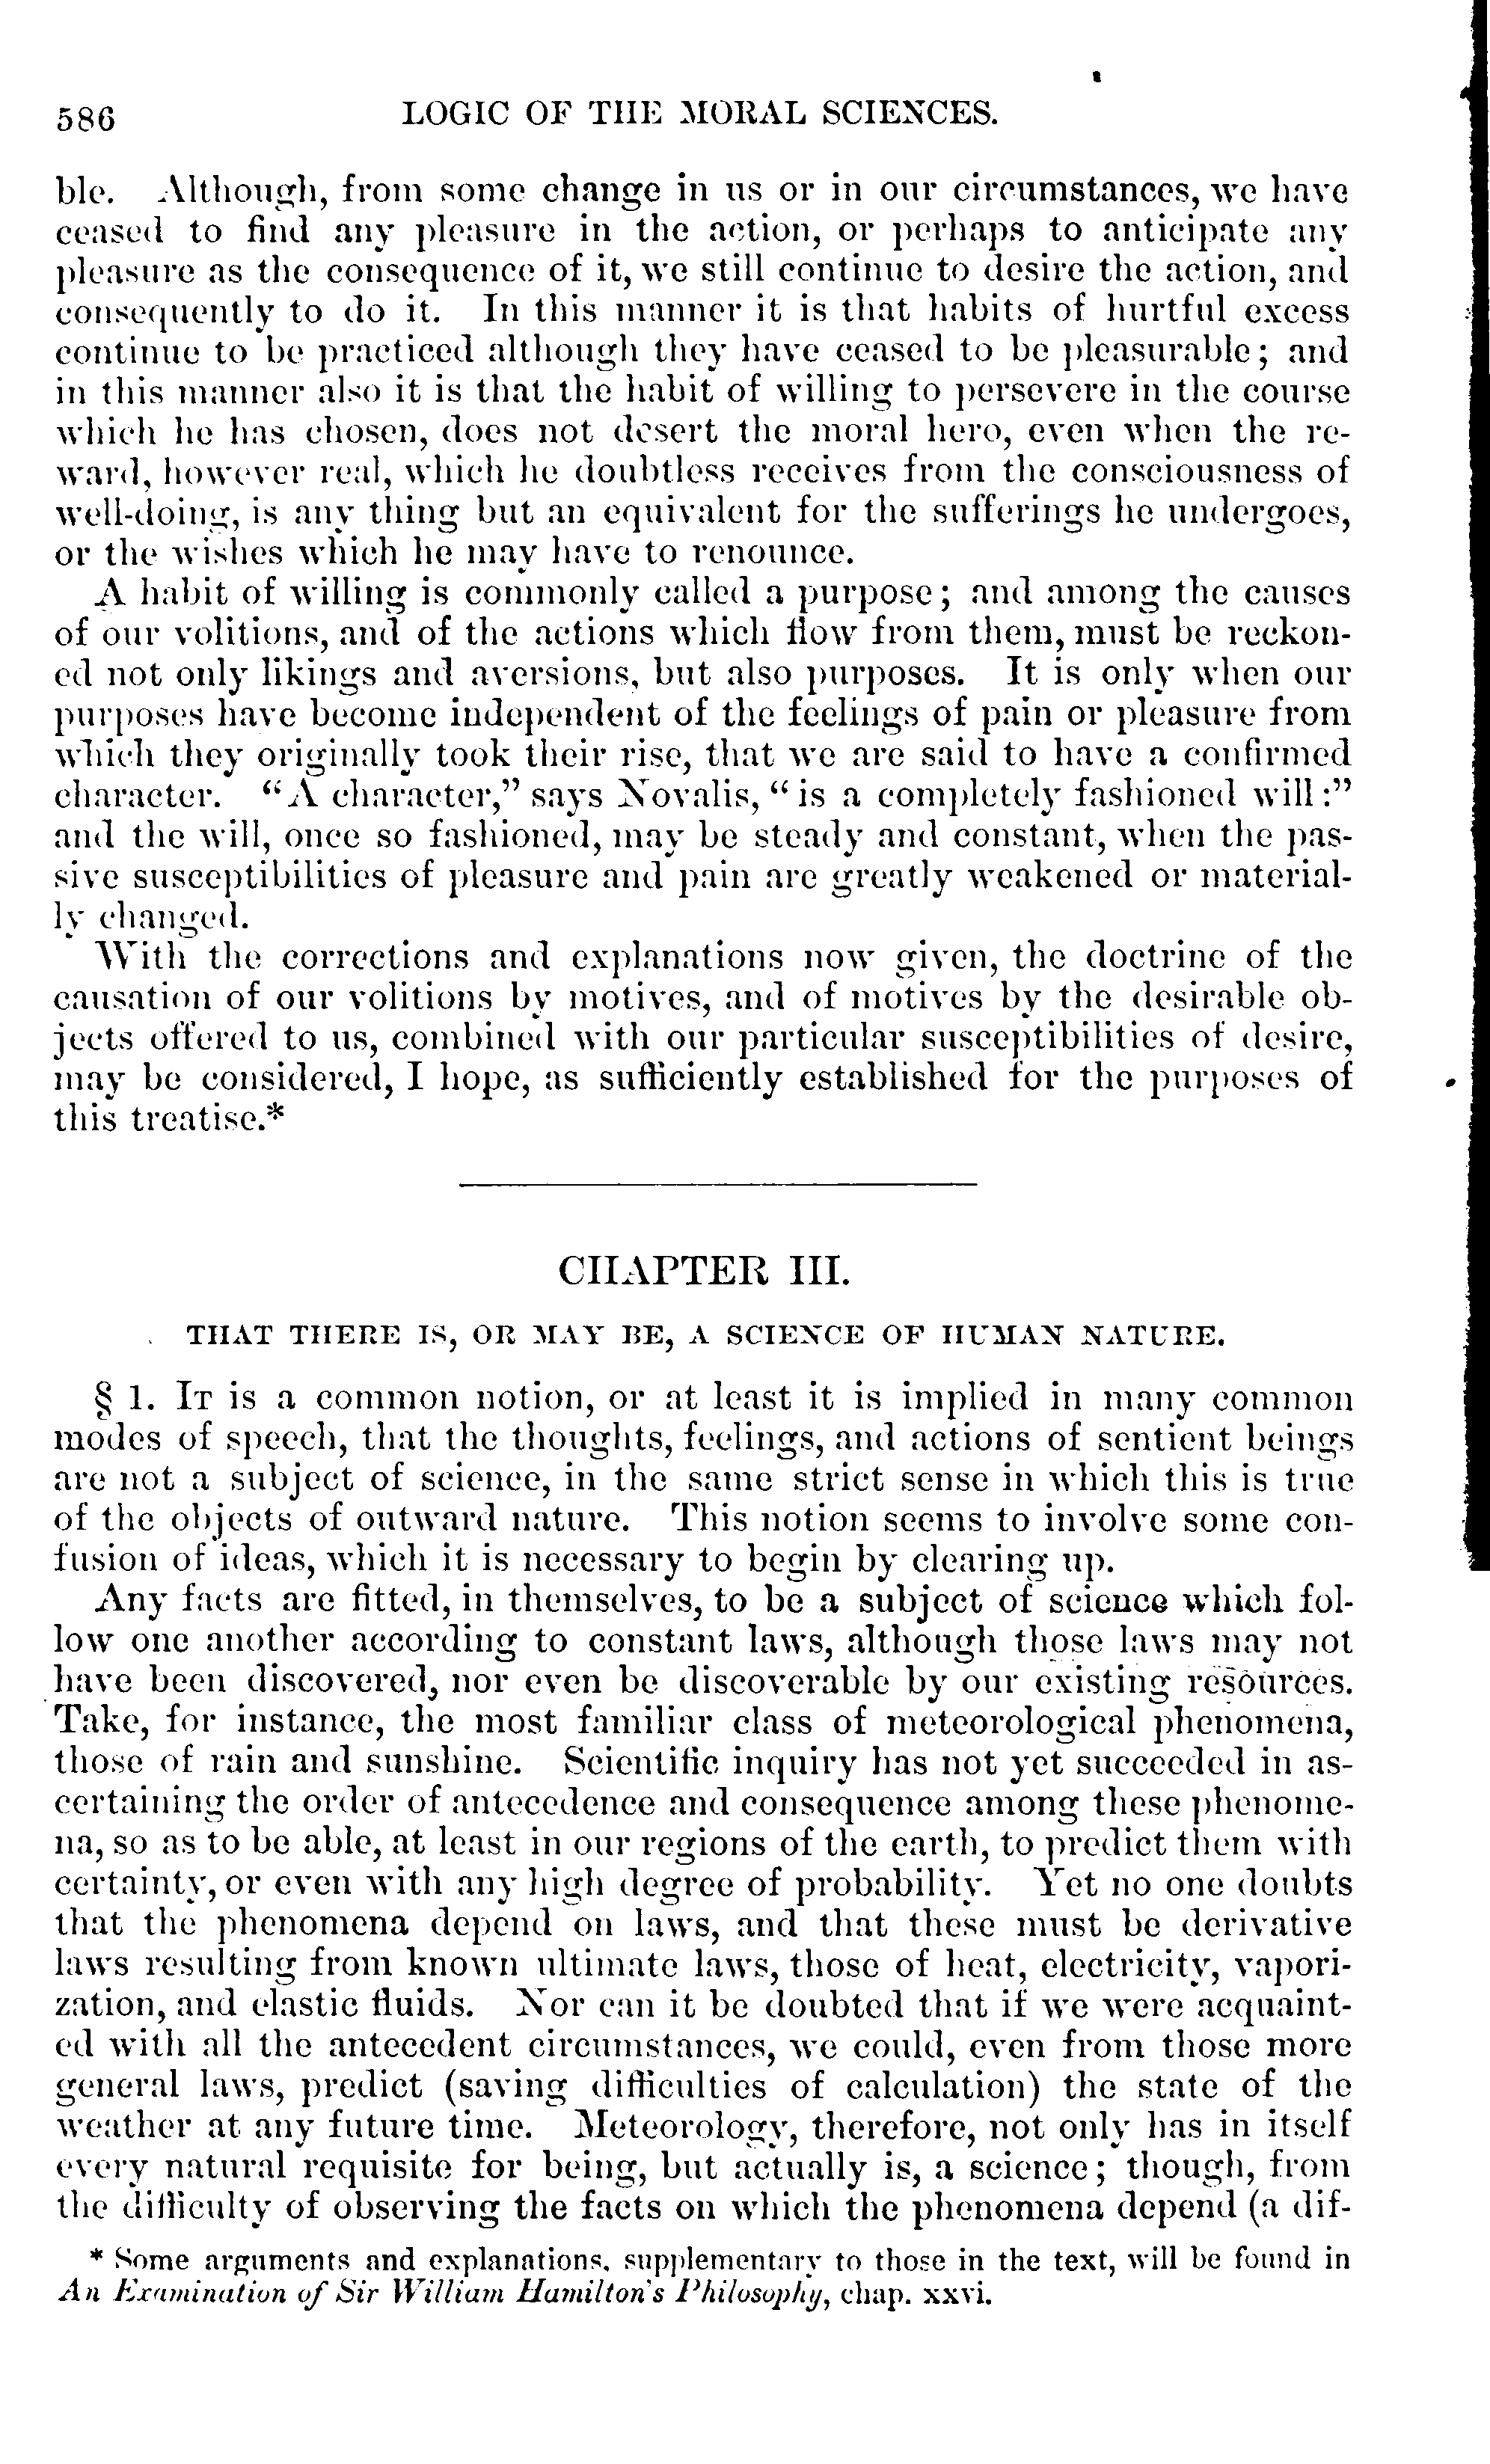 586
LOGIC OF THE MORAL SCIENCES.
ble. Although, from some change in us or in our circumstances, we have
ceased to find any pleasure in the action, or perhaps to anticipate any
pleasure as the consequence of it, we still continue to desire the action, and
consequently to do it. In this manner it is that habits of hurtful excess
continue to be practiced although they have ceased to be pleasurable; and
in this manner also it is that the habit of willing to persevere in the course
which he has chosen, does not desert the moral hero, even when the re-
ward, however real, which he doubtless receives from the consciousness of
well-doing, is any thing but an equivalent for the sufferings he undergoes,
or the wishes which he may have to renounce.
A habit of willing is commonly called a purpose; and among the causes
of our volitions, and of the actions which flow from them, must be reckon-
ed not only likings and aversions, but also purposes. It is only when our
purposes have become independent of the feelings of pain or pleasure from
which they originally took their rise, that we are said to have a confirmed
character. "A character," says Novalis, "is a completely fashioned will:"
and the will, once so fashioned, may be steady and constant, when the pas-
sive susceptibilities of pleasure and pain are greatly weakened or material-
ly changed.
With the corrections and explanations now given, the doctrine of the
causation of our volitions by motives, and of motives by the desirable ob-
jects offered to us, combined with our particular susceptibilities of desire,
may be considered, I hope, as sufficiently established for the purposes of
this treatise.*
CHAPTER III.
THAT THERE IS, OR MAY BE, A SCIENCE OF HUMAN NATURE.
§ 1. IT is a common notion, or at least it is implied in many common
modes of speech, that the thoughts, feelings, and actions of sentient beings
are not a subject of science, in the same strict sense in which this is true
of the objects of outward nature. This notion seems to involve some con-
fusion of ideas, which it is necessary to begin by clearing up.
Any facts are fitted, in themselves, to be a subject of science which fol-
low one another according to constant laws, although those laws may not
have been discovered, nor even be discoverable by our existing resources.
Take, for instance, the most familiar class of meteorological phenomena,
those of rain and sunshine. Scientific inquiry has not yet succeeded in as-
certaining the order of antecedence and consequence among these phenome-
na, so as to be able, at least in our regions of the earth, to predict them with
certainty, or even with any high degree of probability. Yet no one doubts
that the phenomena depend on laws, and that these must be derivative
laws resulting from known ultimate laws, those of heat, electricity, vapori-
zation, and elastic fluids. Nor can it be doubted that if we were acquaint-
ed with all the antecedent circumstances, we could, even from those more
general laws, predict (saving difficulties of calculation) the state of the
weather at any future time. Meteorology, therefore, not only has in itself
every natural requisite for being, but actually is, a science; though, from
the difficulty of observing the facts on which the phenomena depend (a dif-
* Some arguments and explanations, supplementary to those in the text, will be found in
An Examination of Sir William Hamilton's Philosophy, chap. xxvi.